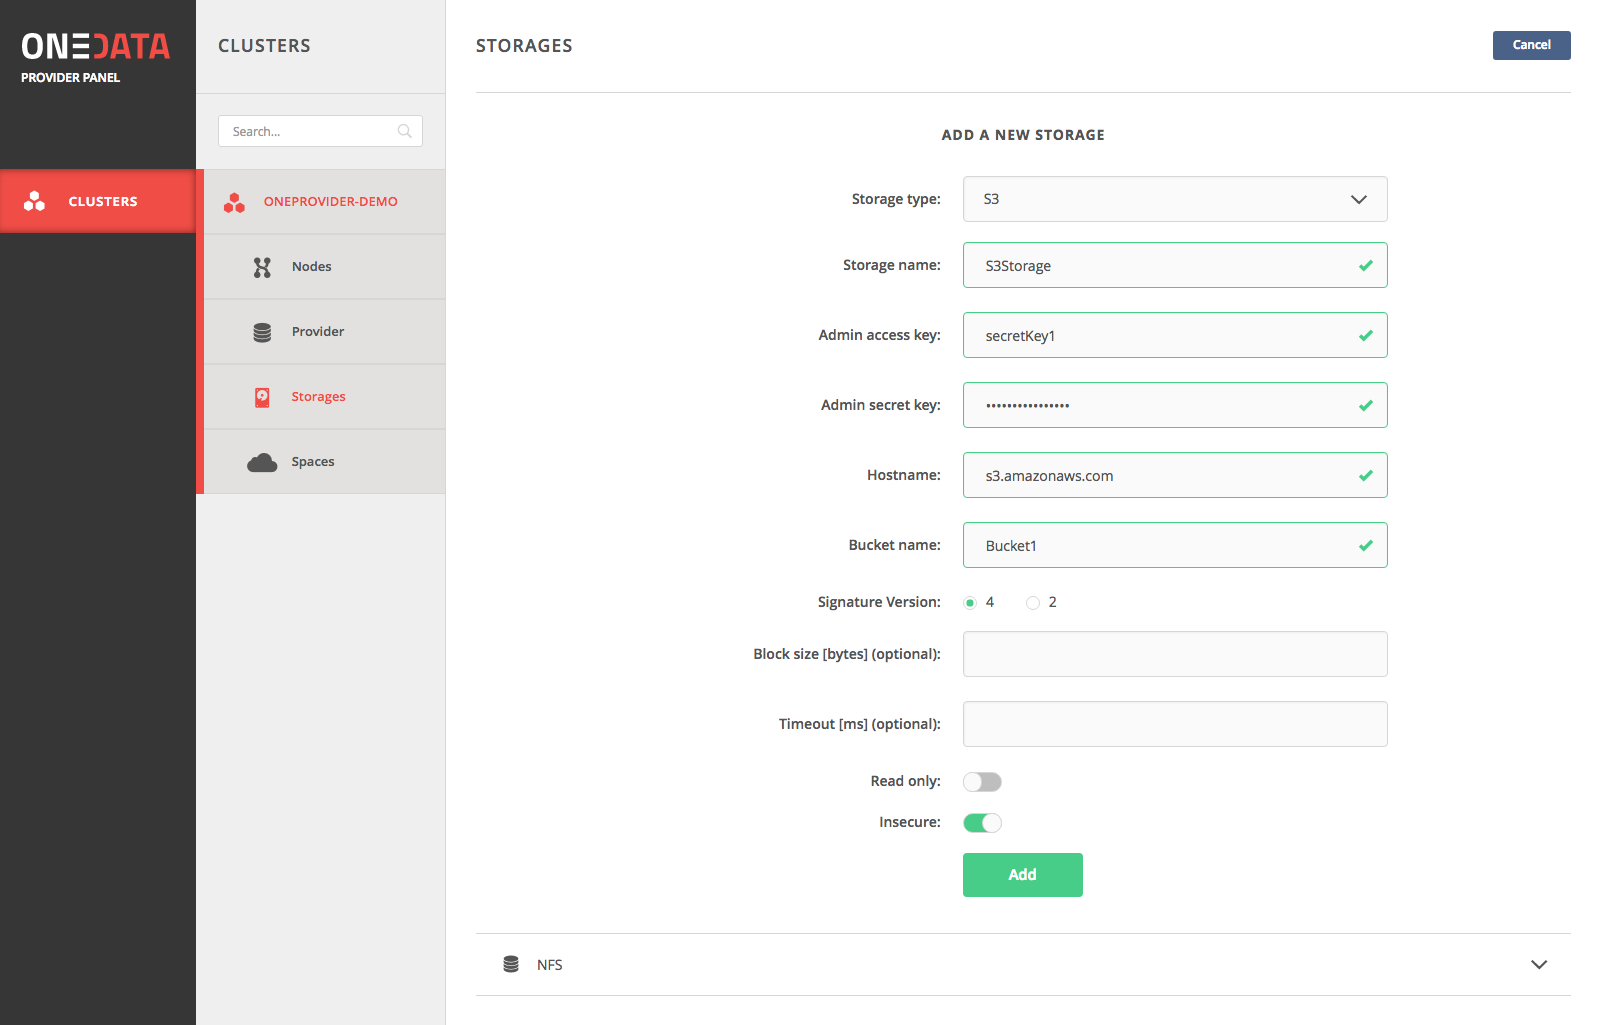 ONEDATA
PROVIDER PANEL
CLUSTERS
CLUSTERS
Search...
ONEPROVIDER-DEMO
Nodes
Provider
Storages
Spaces
STORAGES
Cancel
ADD A NEW STORAGE
Storage type: S3
Storage name: S3Storage
Admin access key: secretKey1
Admin secret key: ••••••••••••••••
Hostname: s3.amazonaws.com
Bucket name: Bucket1
Signature Version: 4 2
Block size [bytes] (optional):
Timeout [ms] (optional):
Read only:
Insecure:
Add
NFS